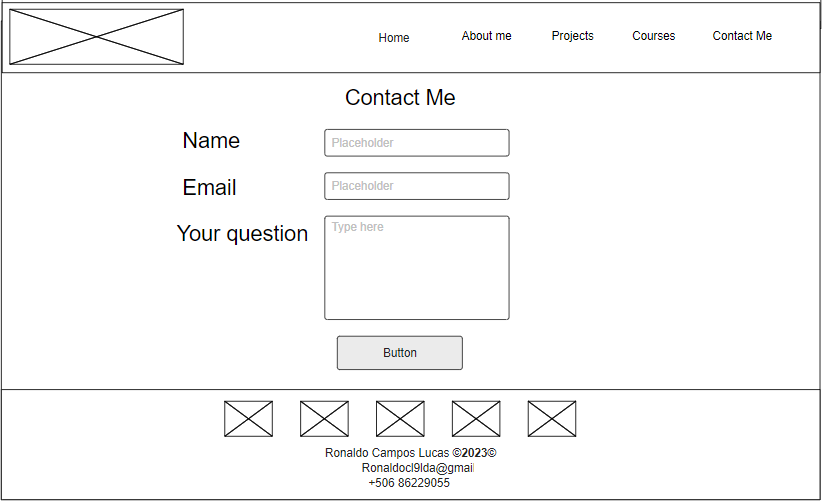 Home About me Projects Courses Contact Me
Contact Me
Name Placeholder
Email Placeholder
Your question Type here
Button
Ronaldo Campos Lucas ©2023©
Ronaldocl9lda@gmai
+506 86229055